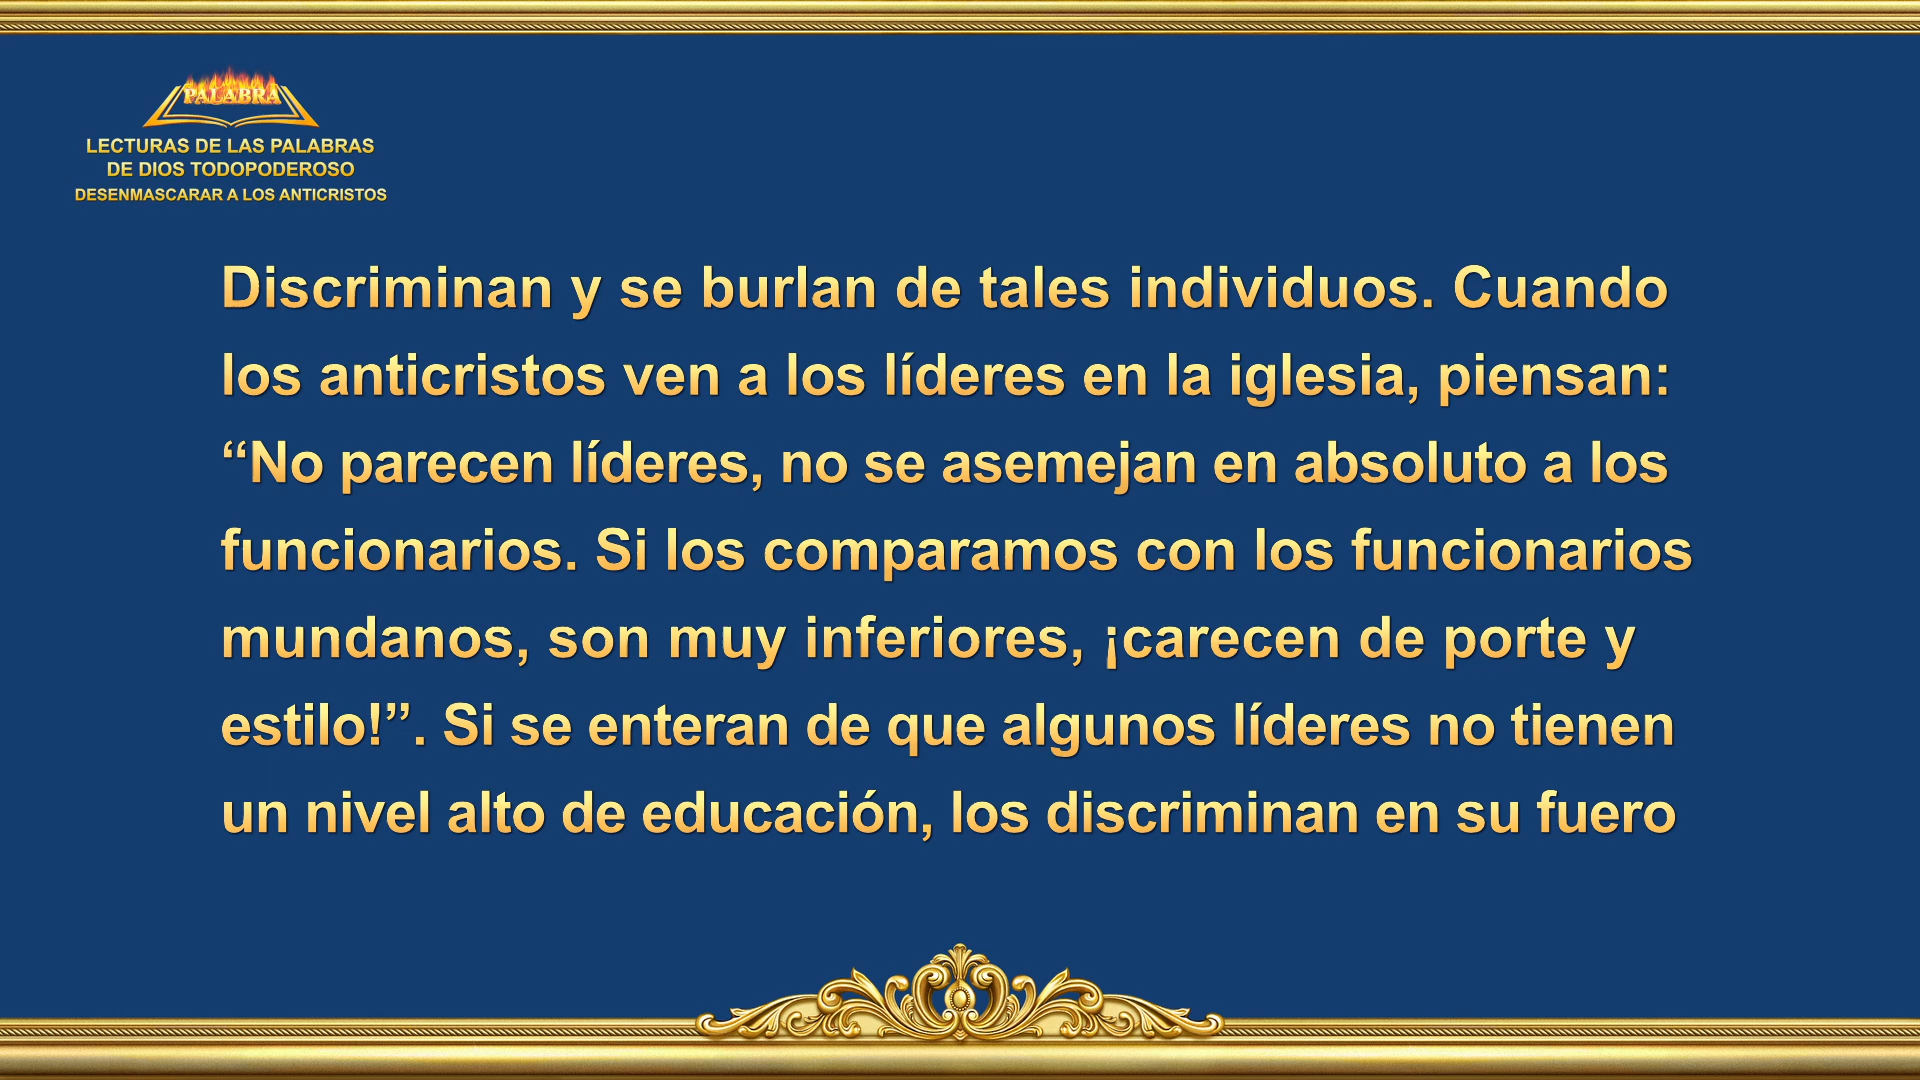 PALABRA
LECTURAS DE LAS PALABRAS
DE DIOS TODOPODEROSO
DESENMASCARAR A LOS ANTICRISTOS
Discriminan y se burlan de tales individuos. Cuando
los anticristos ven a los líderes en la iglesia, piensan:
“No parecen líderes, no se asemejan en absoluto a los
funcionarios. Si los comparamos con los funcionarios
mundanos, son muy inferiores, ¡carecen de porte y
estilo!”. Si se enteran de que algunos líderes no tienen
un nivel alto de educación, los discriminan en su fuero